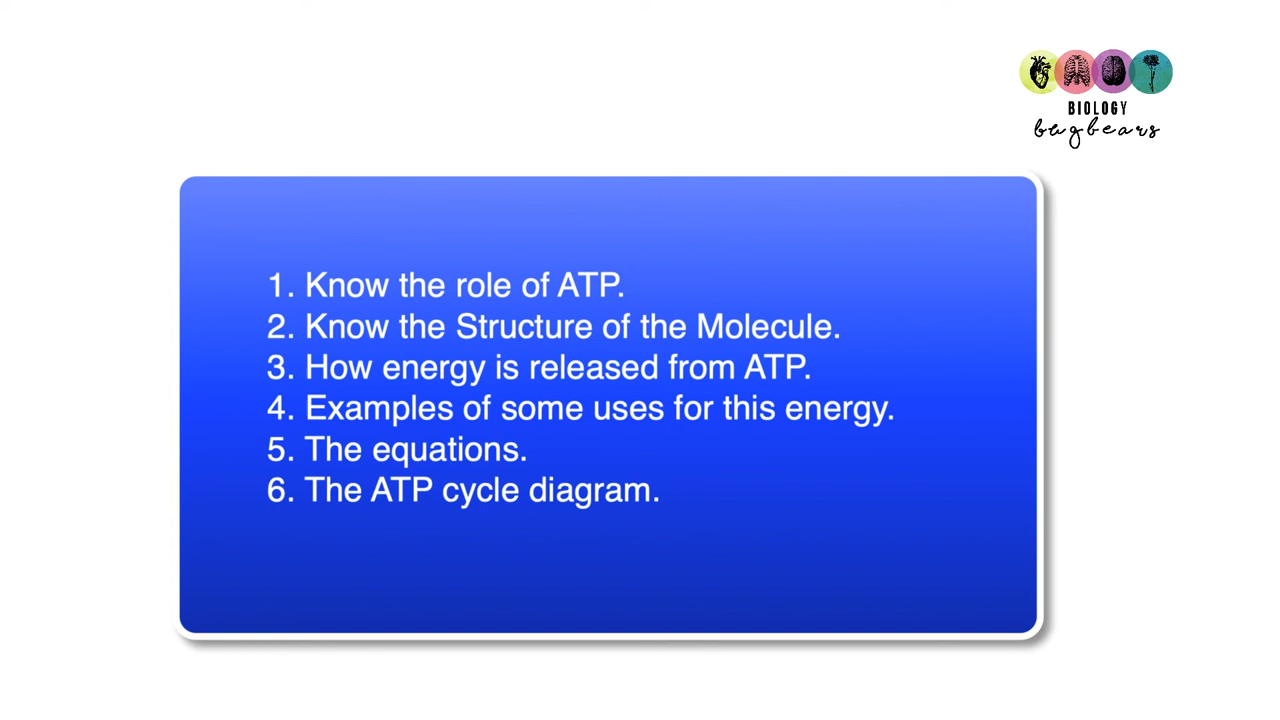 BIOLOGY
bugbears
1. Know the role of ATP.
2. Know the Structure of the Molecule.
3. How energy is released from ATP.
4. Examples of some uses for this energy.
5. The equations.
6. The ATP cycle diagram.